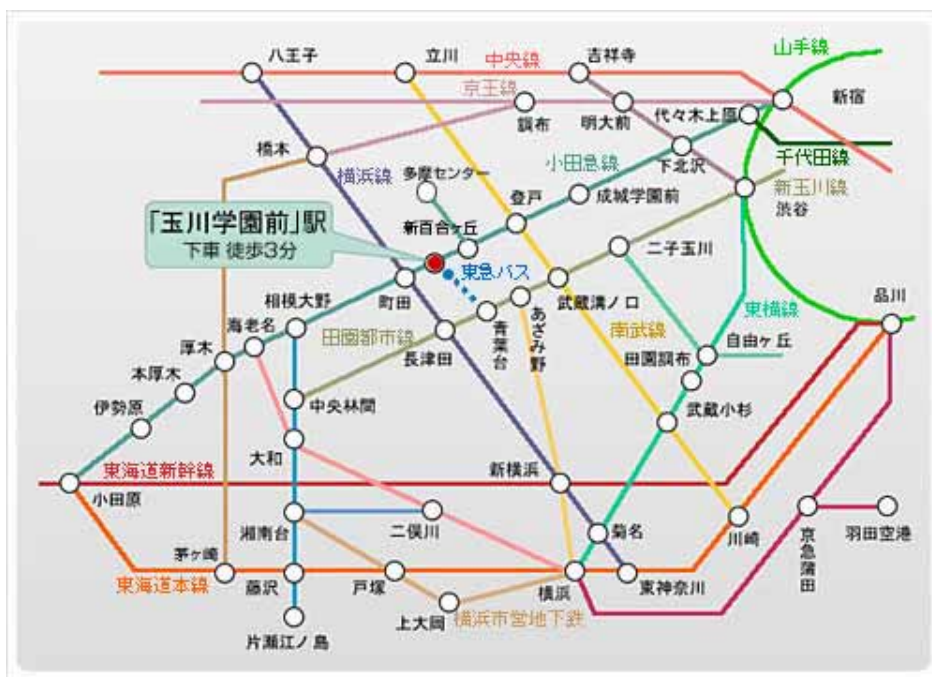 八王子
立川
中央線
吉祥寺
山手線
京王線
調布
明大前
代々木上原
新宿
橋本
横浜線
多摩センター
小田急線
下北沢
千代田線
登戸
成城学園前
新玉川線
渋谷
「玉川学園前」駅
下車 徒歩3分
新百合ヶ丘
東急バス
二子玉川
町田
武蔵溝ノ口
品川
相模大野
海老名
田園都市線
長津田
青葉台
あざみ野
南武線
東横線
自由ヶ丘
田園調布
厚木
本厚木
伊勢原
中央林間
武蔵小杉
大和
東海道新幹線
新横浜
小田原
湘南台
二俣川
菊名
川崎
京急蒲田
羽田空港
茅ヶ崎
東海道本線
藤沢
戸塚
横浜
東神奈川
上大岡
横浜市営地下鉄
片瀬江ノ島